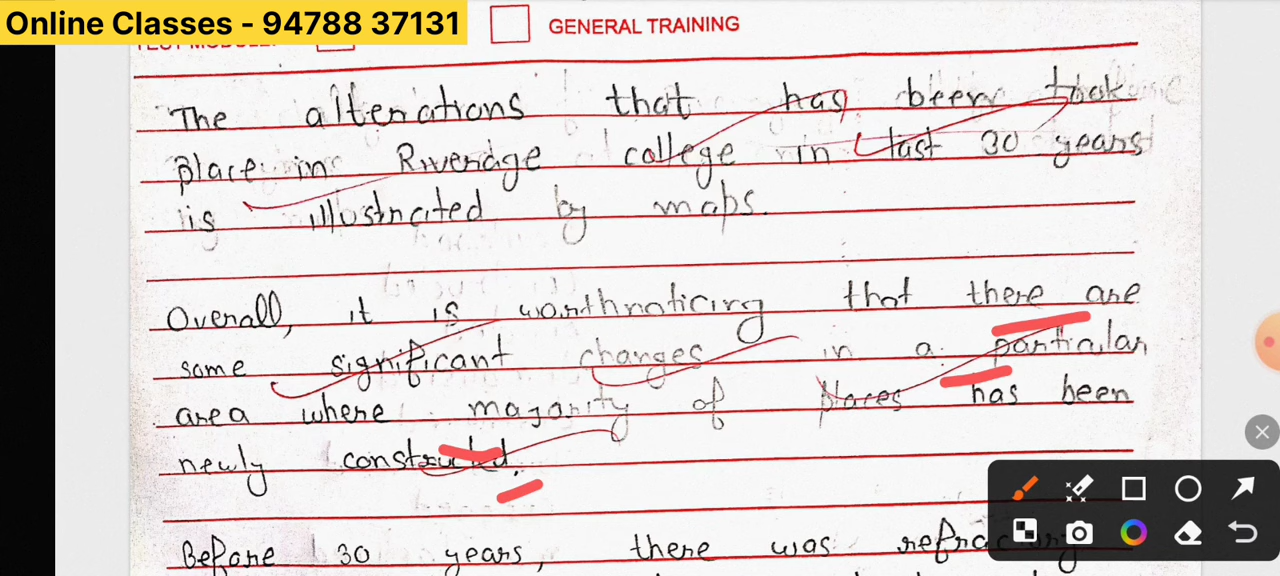 Online Classes - 94788 37131
GENERAL TRAINING
The alterations that has been took
place in Riveredge college in last 30 years
is illustrated by maps.
Overall, it is worthnoticing that there are
some significant changes in a particular
area where majority of places has been
newly construted.
Before 30 years, there was